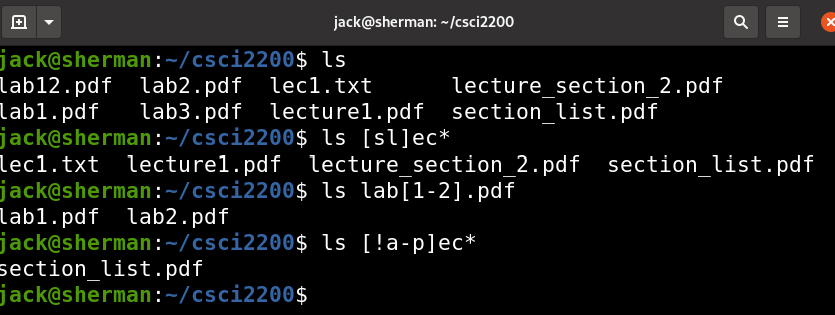 jack@sherman: ~/csci2200
jack@sherman:~/csci2200$ ls
lab12.pdf  lab2.pdf  lec1.txt      lecture_section_2.pdf
lab1.pdf   lab3.pdf  lecture1.pdf  section_list.pdf
jack@sherman:~/csci2200$ ls [sl]ec*
lec1.txt  lecture1.pdf  lecture_section_2.pdf  section_list.pdf
jack@sherman:~/csci2200$ ls lab[1-2].pdf
lab1.pdf  lab2.pdf
jack@sherman:~/csci2200$ ls [!a-p]ec*
section_list.pdf
jack@sherman:~/csci2200$